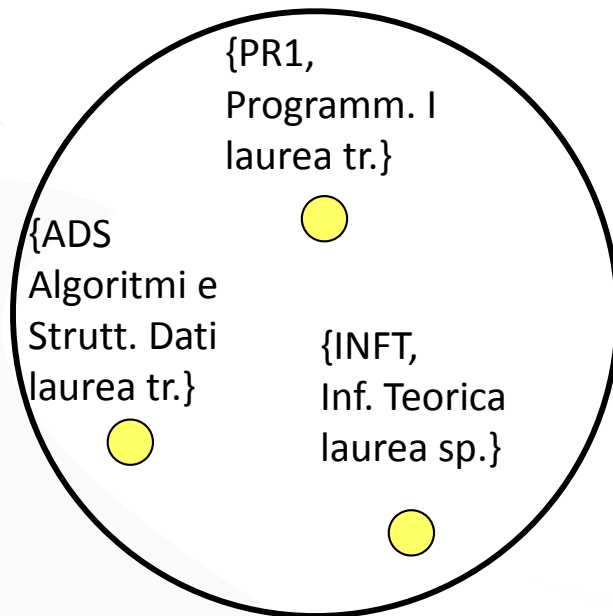 {PR1,
Programm. I
laurea tr.}
{ADS
Algoritmi e
Strutt. Dati
laurea tr.}
{INFT,
Inf. Teorica
laurea sp.}